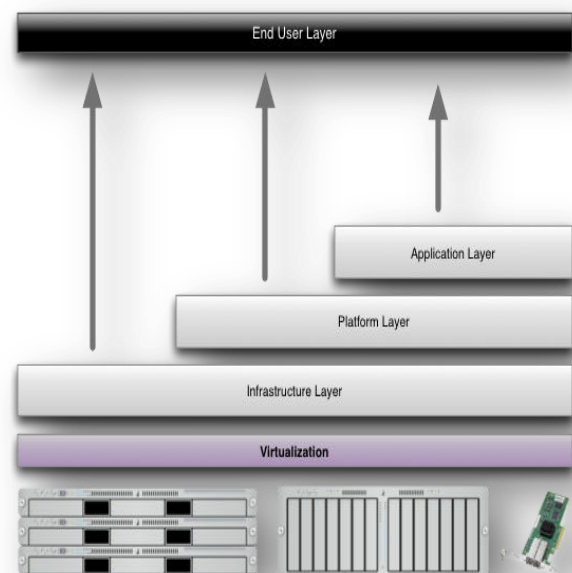 End User Layer
Application Layer
Platform Layer
Infrastructure Layer
Virtualization